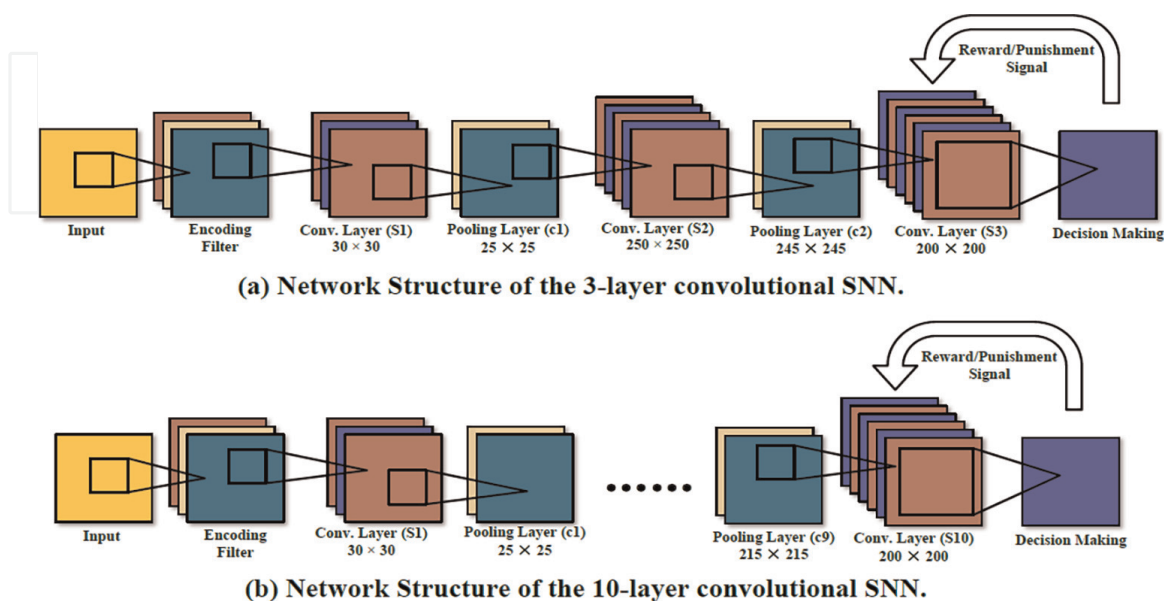 Reward/Punishment
Signal
Input
Encoding
Filter
Conv. Layer (S1)
30 × 30
Pooling Layer (c1)
25 × 25
Conv. Layer (S2)
250 × 250
Pooling Layer (c2)
245 × 245
Conv. Layer (S3)
200 × 200
Decision Making
(a) Network Structure of the 3-layer convolutional SNN.
Reward/Punishment
Signal
Input
Encoding
Filter
Conv. Layer (S1)
30 × 30
Pooling Layer (c1)
25 × 25
Pooling Layer (c9)
215 × 215
Conv. Layer (S10)
200 × 200
Decision Making
(b) Network Structure of the 10-layer convolutional SNN.